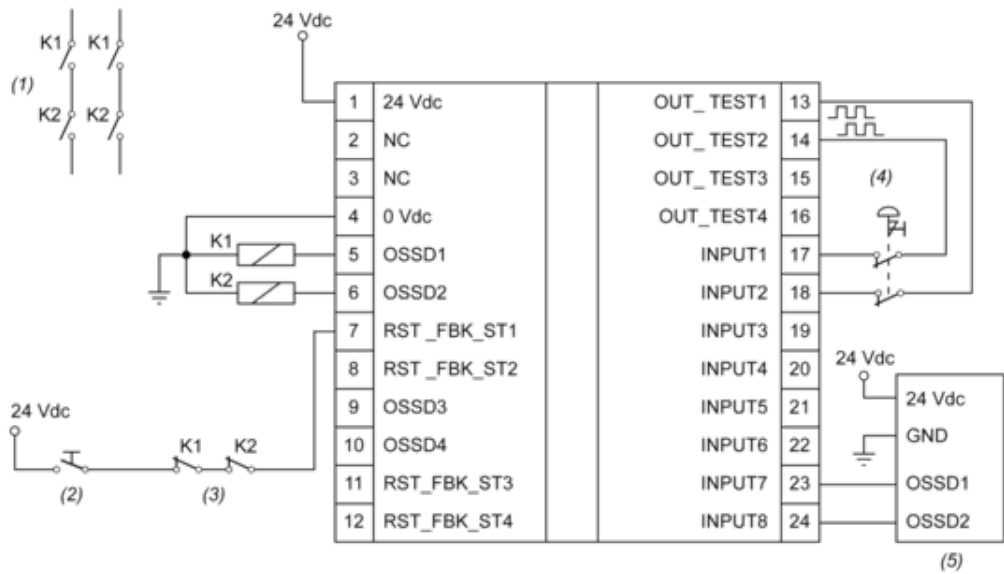 24 Vdc
K1 K1
(1)
K2 K2
1 24 Vdc
2 NC
3 NC
4 0 Vdc
5 OSSD1
6 OSSD2
7 RST _FBK_ST1
8 RST _FBK_ST2
9 OSSD3
10 OSSD4
11 RST_FBK_ST3
12 RST_FBK_ST4
K1
K2
24 Vdc
K1 K2
(2) (3)
OUT_ TEST1 13
OUT_ TEST2 14
OUT_ TEST3 15
OUT_TEST4 16
INPUT1 17
INPUT2 18
INPUT3 19
INPUT4 20
INPUT5 21
INPUT6 22
INPUT7 23
INPUT8 24
(4)
24 Vdc
24 Vdc
GND
OSSD1
OSSD2
(5)